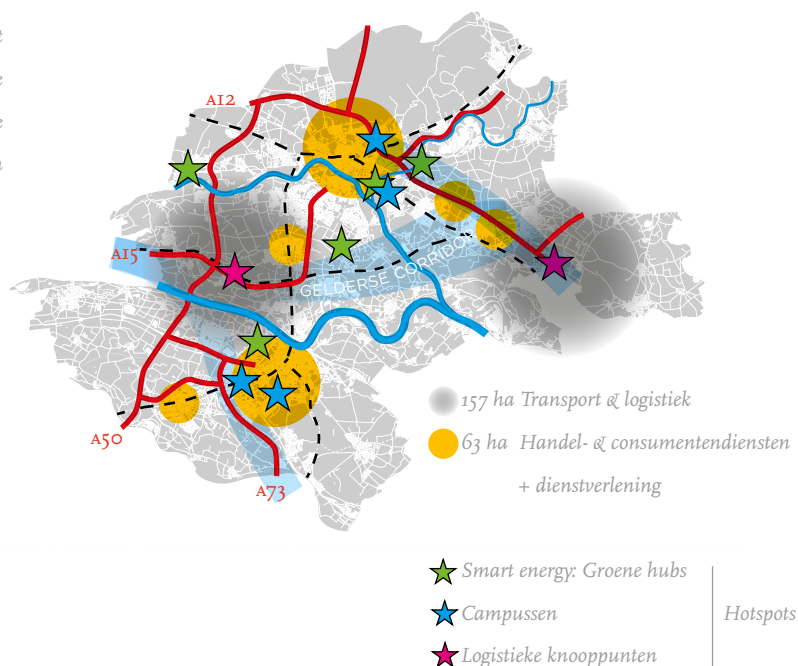 t
e
e
n
A12
A15
GELDERSE CORRIDOR
A50
A73
157 ha Transport & logistiek
63 ha Handel- & consumentendiensten
+ dienstverlening
Smart energy: Groene hubs
Campussen
Hotspots
Logistieke knooppunten